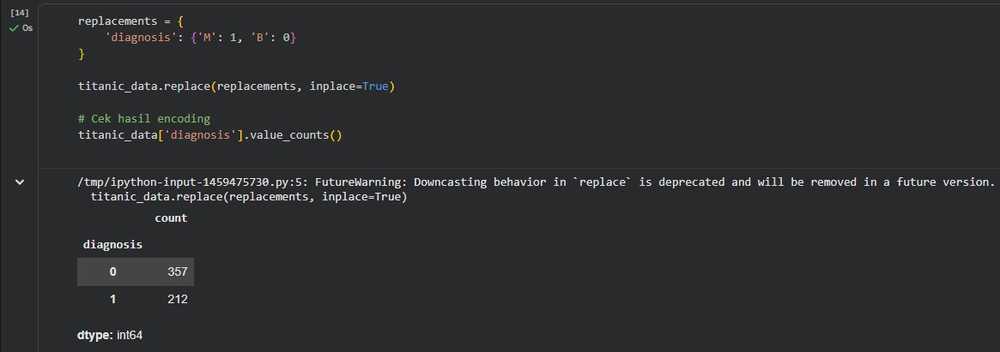 [14]
0s
replacements = {
    'diagnosis': {'M': 1, 'B': 0}
}
titanic_data.replace(replacements, inplace=True)
# Cek hasil encoding
titanic_data['diagnosis'].value_counts()
/tmp/ipython-input-1459475730.py:5: FutureWarning: Downcasting behavior in `replace` is deprecated and will be removed in a future version.
  titanic_data.replace(replacements, inplace=True)
count
diagnosis
0 357
1 212
dtype: int64